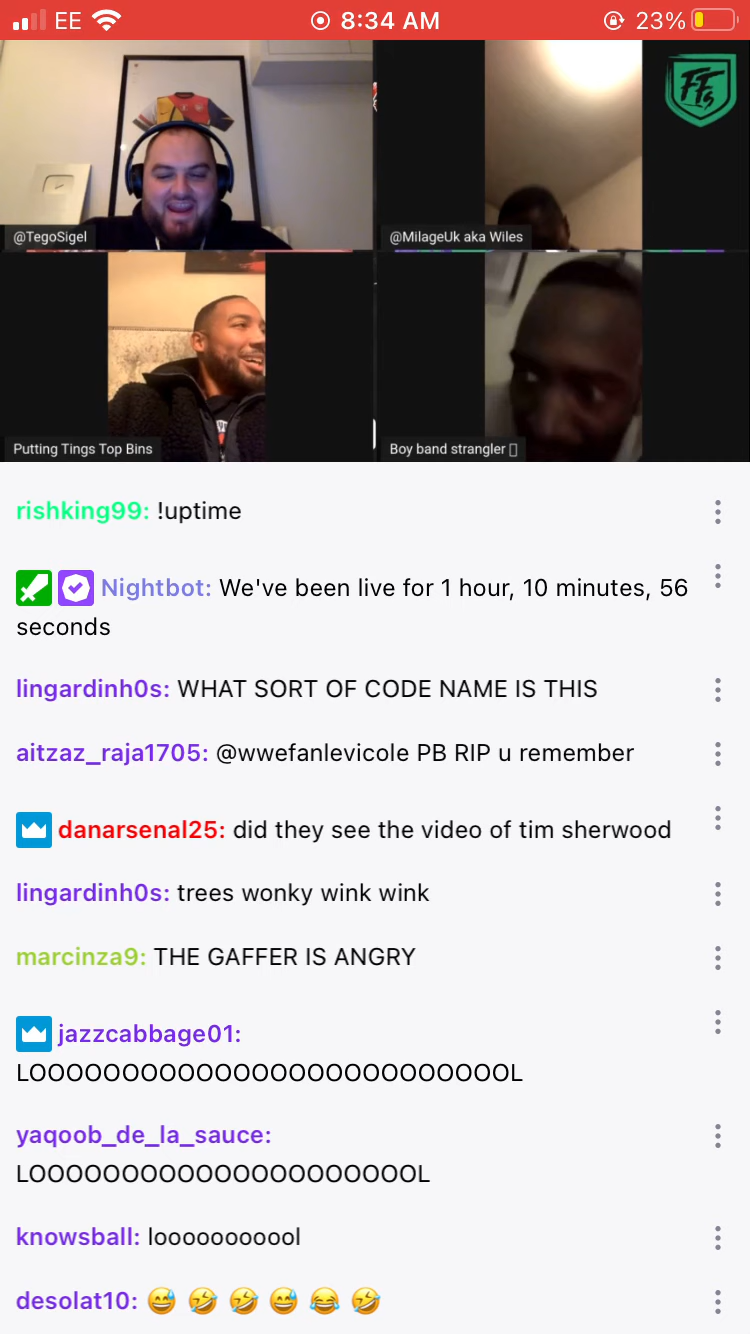 EE 8:34 AM 23%
FFs
@TegoSigel
@MilageUk aka Wiles
Putting Tings Top Bins
Boy band strangler
rishking99: !uptime
Nightbot: We've been live for 1 hour, 10 minutes, 56
seconds
lingardinh0s: WHAT SORT OF CODE NAME IS THIS
aitzaz_raja1705: @wwefanlevicole PB RIP u remember
danarsenal25: did they see the video of tim sherwood
lingardinh0s: trees wonky wink wink
marcinza9: THE GAFFER IS ANGRY
jazzcabbage01:
LOOOOOOOOOOOOOOOOOOOOOOOOOOL
yaqoob_de_la_sauce:
LOOOOOOOOOOOOOOOOOOOOOL
knowsball: looooooooool
desolat10: 😅 🤣 🤣 😅 😂 🤣